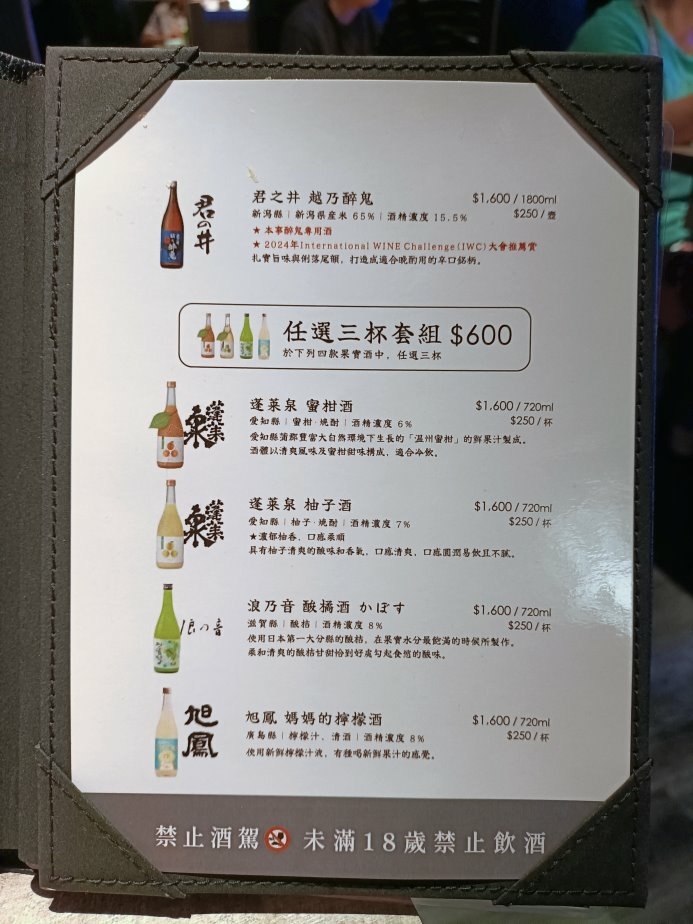 君の井
君之井 越乃醉鬼
$1,600 / 1800ml
新潟縣 | 新潟県産米 65% | 酒精濃度 15.5%
$250 / 壺
★ 本事醉鬼專用酒
★ 2024年International WINE Challenge(IWC)大會推薦賞
扎實旨味與俐落尾韻，打造成適合晚酌用的辛口銘柄。
任選三杯套組 $600
於下列四款果實酒中，任選三杯
蓬莱泉
蓬莱泉 蜜柑酒
$1,600 / 720ml
愛知縣 | 蜜柑·燒酎 | 酒精濃度 6%
$250 / 杯
愛知縣蒲郡豐富大自然環境下生長的「温州蜜柑」的鮮果汁製成。
酒體以清爽風味及蜜柑甜味構成，適合冷飲。
蓬莱泉
蓬莱泉 柚子酒
$1,600 / 720ml
愛知縣 | 柚子·燒酎 | 酒精濃度 7%
$250 / 杯
★濃郁柚香，口感柔順
具有柚子清爽的酸味和香氣，口感清爽，口感圓潤易飲且不膩。
浪の音
浪乃音 酸橘酒 かぼす
$1,600 / 720ml
滋賀縣 | 酸桔 | 酒精濃度 8%
$250 / 杯
使用日本第一大分縣的酸桔，在果實水分最飽滿的時候所製作。
柔和清爽的酸桔甘甜恰到好處勾起食慾的酸味。
旭鳳
旭鳳 媽媽的檸檬酒
$1,600 / 720ml
廣島縣 | 檸檬汁、清酒 | 酒精濃度 8%
$250 / 杯
使用新鮮檸檬汁液，有種喝新鮮果汁的感覺。
禁止酒駕 未滿18歲禁止飲酒